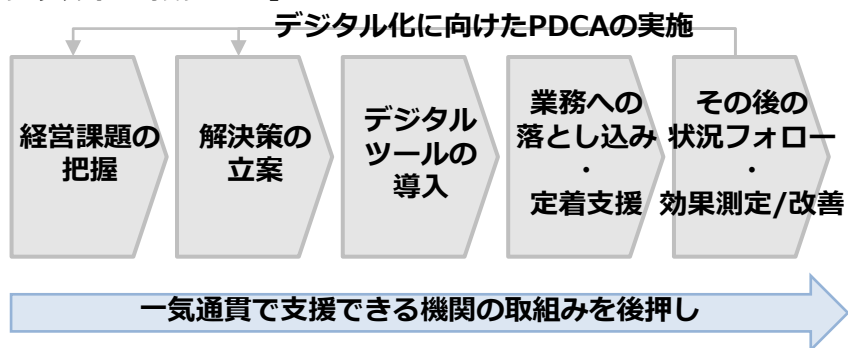 デジタル化に向けたPDCAの実施
経営課題の
把握
解決策の
立案
デジタル
ツールの
導入
業務への
落とし込み
・
定着支援
その後の
状況フォロー
・
効果測定/改善
一気通貫で支援できる機関の取組みを後押し